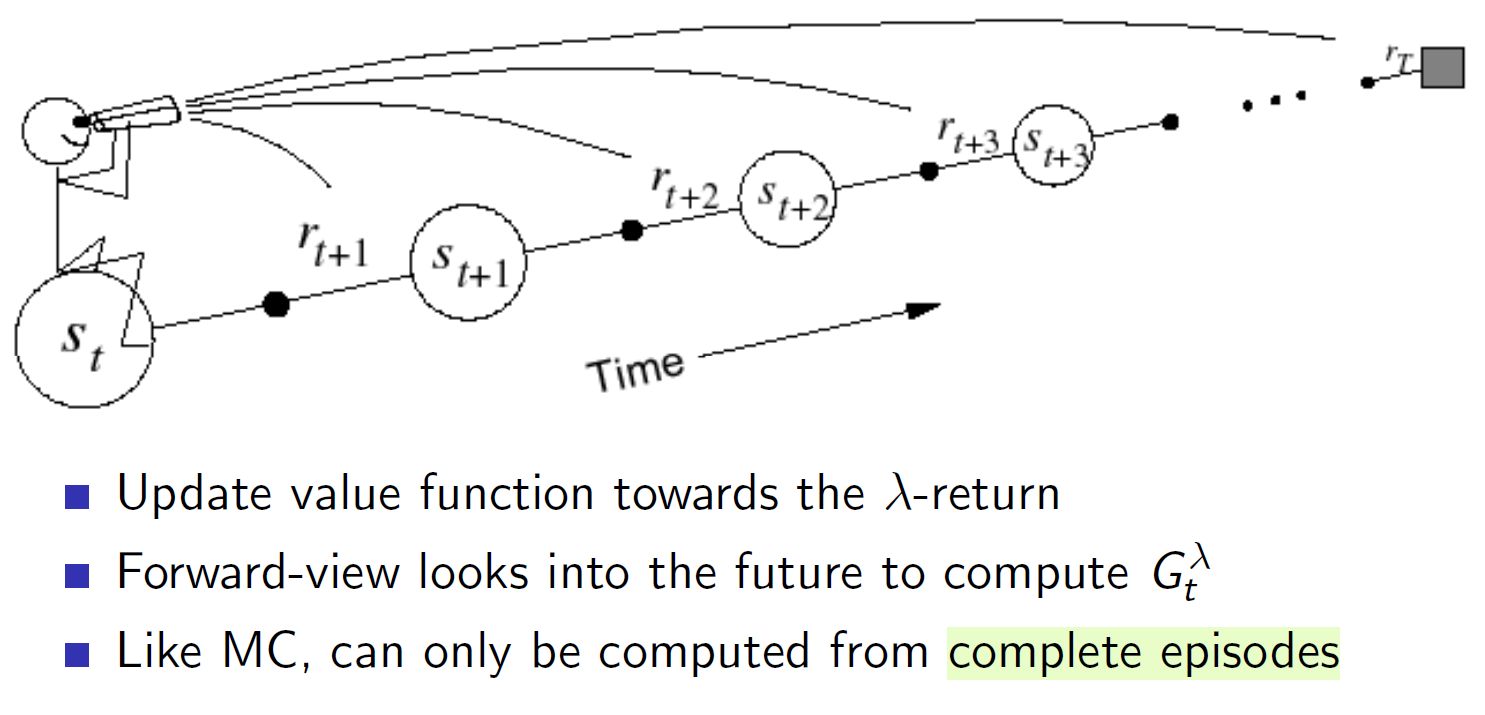 r_T
r_{t+3}
s_{t+3}
r_{t+2}
s_{t+2}
r_{t+1}
s_{t+1}
s_t
Time
Update value function towards the λ-return
Forward-view looks into the future to compute G_t^λ
Like MC, can only be computed from complete episodes